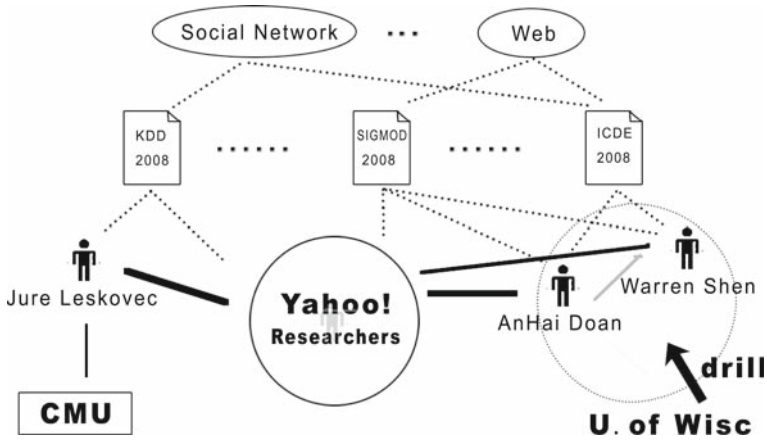 Social Network
Web
KDD
2008
SIGMOD
2008
ICDE
2008
Jure Leskovec
Yahoo!
Researchers
AnHai Doan
Warren Shen
CMU
drill
U. of Wisc